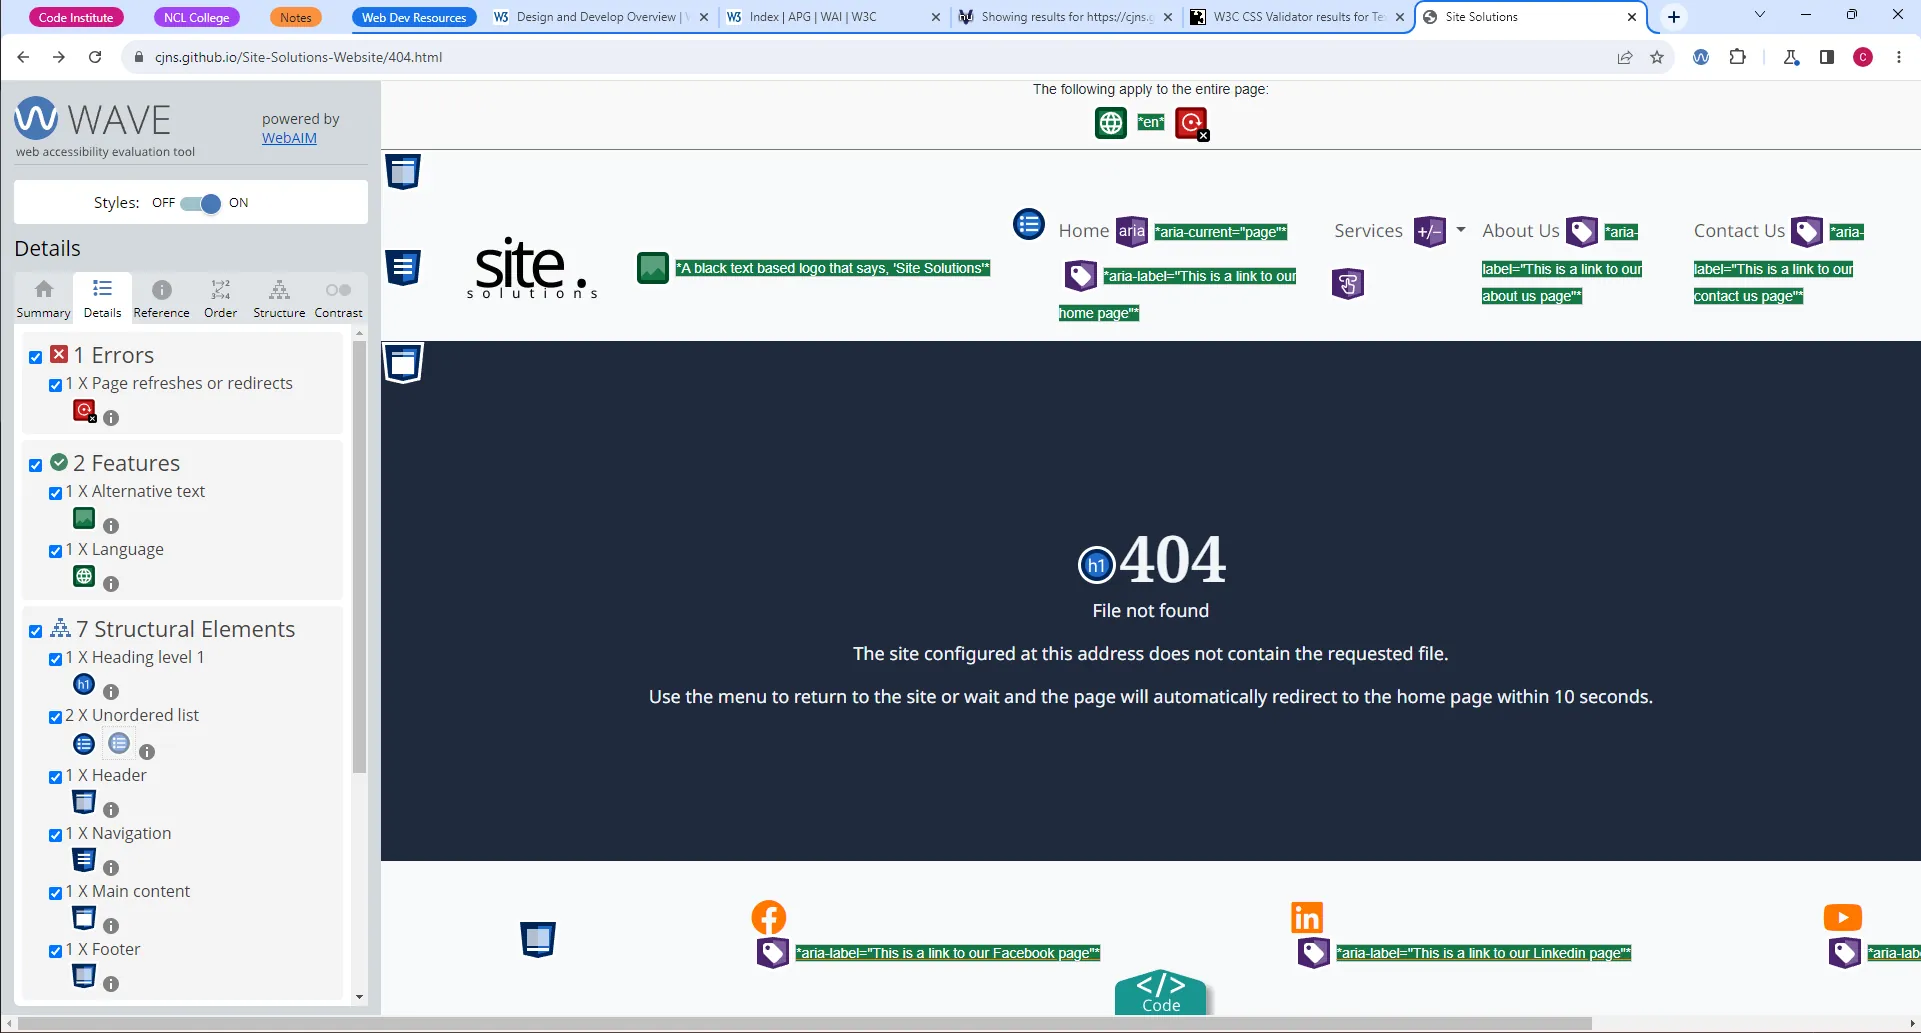 Code Institute
NCL College
Notes
Web Dev Resources
Design and Develop Overview |
Index | APG | WAI | W3C
Showing results for https://cjns.g
W3C CSS Validator results for Te
Site Solutions
cjns.github.io/Site-Solutions-Website/404.html
C
WAVE
web accessibility evaluation tool
powered by
WebAIM
Styles: OFF ON
Details
Summary
Details
Reference
Order
Structure
Contrast
1 Errors
1 X Page refreshes or redirects
2 Features
1 X Alternative text
1 X Language
7 Structural Elements
1 X Heading level 1
h1
2 X Unordered list
1 X Header
1 X Navigation
1 X Main content
1 X Footer
The following apply to the entire page:
*en*
site.
solutions
*A black text based logo that says, 'Site Solutions'*
Home aria *aria-current="page"*
*aria-label="This is a link to our
home page"*
Services +/−
About Us *aria-
label="This is a link to our
about us page"*
Contact Us *aria-
label="This is a link to our
contact us page"*
h1 404
File not found
The site configured at this address does not contain the requested file.
Use the menu to return to the site or wait and the page will automatically redirect to the home page within 10 seconds.
*aria-label="This is a link to our Facebook page"*
*aria-label="This is a link to our Linkedin page"*
*aria-lab
</>
Code